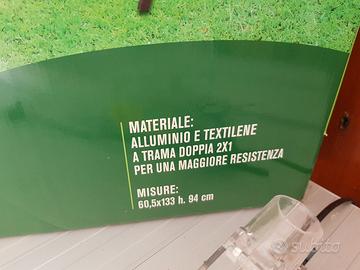 MATERIALE:
ALLUMINIO E TEXTILENE
A TRAMA DOPPIA 2X1
PER UNA MAGGIORE RESISTENZA
MISURE:
60,5x133 h. 94 cm
subito